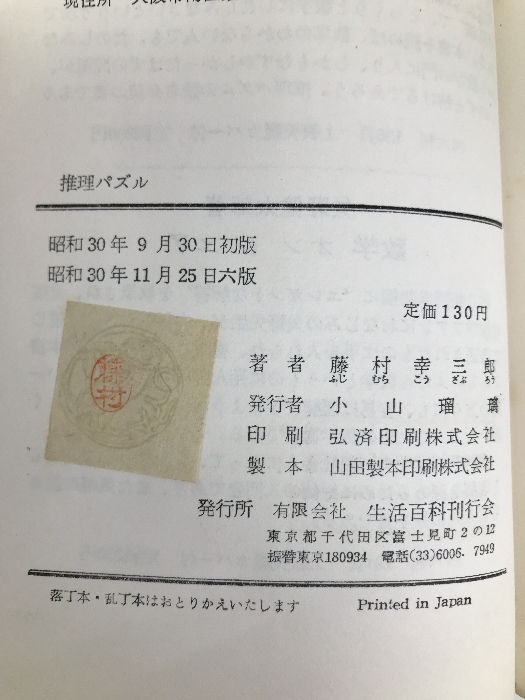 推理パズル
昭和30年9月30日初版
昭和30年11月25日六版
定価130円
著者 藤村幸三郎
ふじ むら こう ざぶ ろう
発行者 小山瑠璃
印刷 弘済印刷株式会社
製本 山田製本印刷株式会社
発行所 有限会社 生活百科刊行会
東京都千代田区富士見町2の12
振替東京180934 電話(33)6006. 7949
藤村
落丁本・乱丁本はおとりかえいたします
Printed in Japan